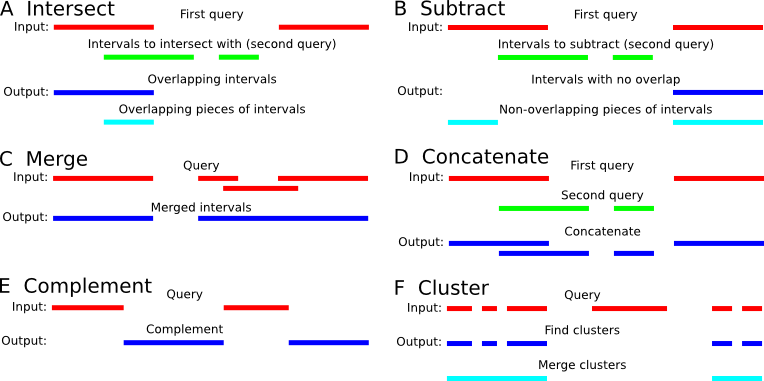 A Intersect
First query
Input:
Intervals to intersect with (second query)
Overlapping intervals
Output:
Overlapping pieces of intervals
B Subtract
First query
Input:
Intervals to subtract (second query)
Intervals with no overlap
Output:
Non-overlapping pieces of intervals
C Merge
Query
Input:
Merged intervals
Output:
D Concatenate
First query
Input:
Second query
Concatenate
Output:
E Complement
Query
Input:
Complement
Output:
F Cluster
Query
Input:
Find clusters
Output:
Merge clusters